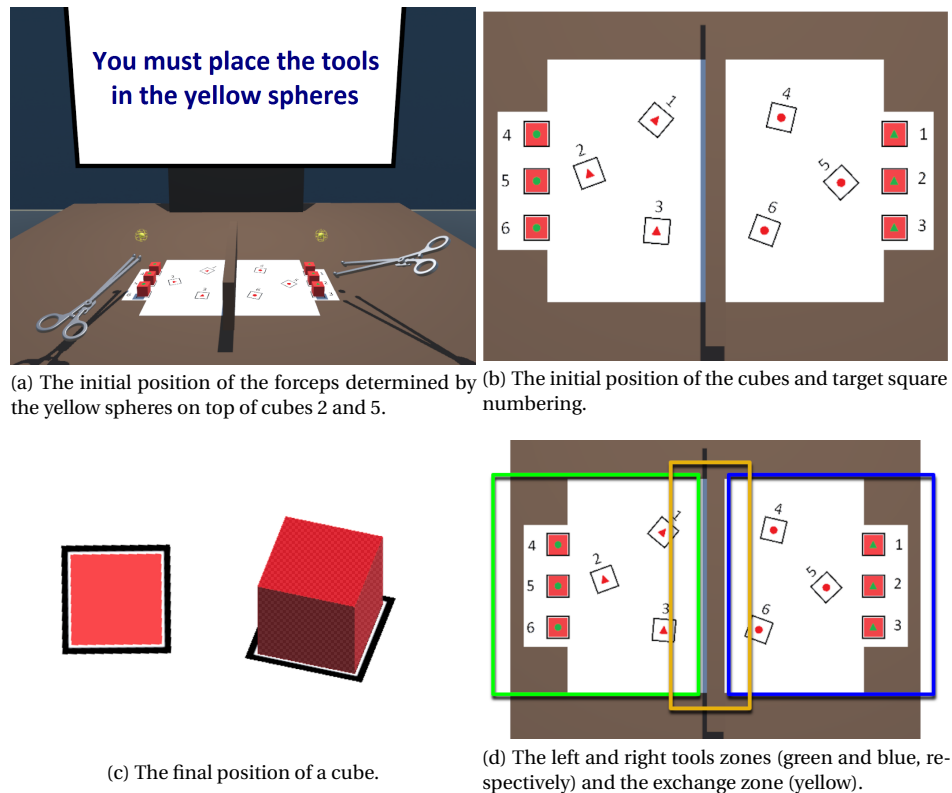 You must place the tools
in the yellow spheres
(a) The initial position of the forceps determined by
the yellow spheres on top of cubes 2 and 5.
4
5
6
1
2
3
4
5
6
1
2
3
(b) The initial position of the cubes and target square
numbering.
(c) The final position of a cube.
4
5
6
1
2
3
4
5
6
1
2
3
(d) The left and right tools zones (green and blue, re-
spectively) and the exchange zone (yellow).